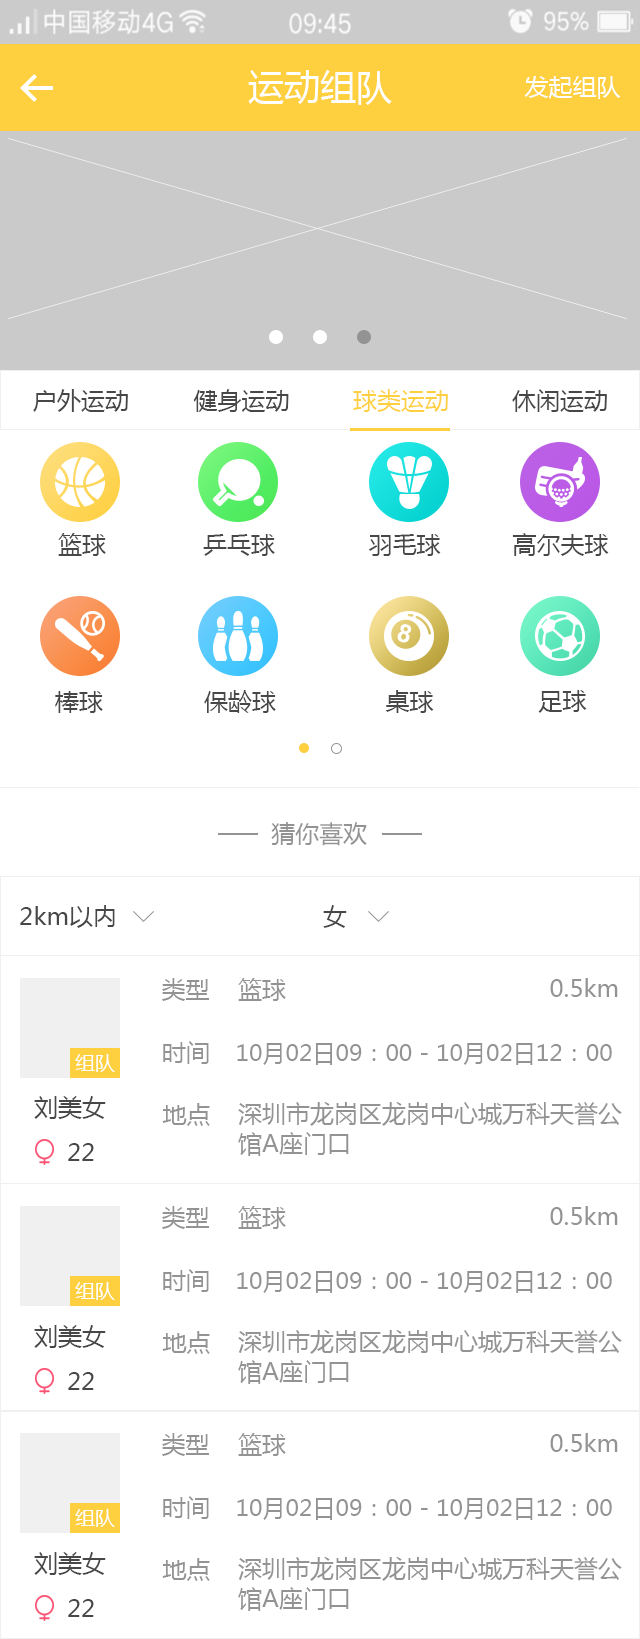 中国移动4G 09:45 95%
运动组队 发起组队
户外运动 健身运动 球类运动 休闲运动
篮球 乒乓球 羽毛球 高尔夫球
8
棒球 保龄球 桌球 足球
猜你喜欢
2km以内 女
类型 篮球 0.5km
组队
时间 10月02日09：00 - 10月02日12：00
刘美女
地点 深圳市龙岗区龙岗中心城万科天誉公
馆A座门口
22
类型 篮球 0.5km
组队
时间 10月02日09：00 - 10月02日12：00
刘美女
地点 深圳市龙岗区龙岗中心城万科天誉公
馆A座门口
22
类型 篮球 0.5km
组队
时间 10月02日09：00 - 10月02日12：00
刘美女
地点 深圳市龙岗区龙岗中心城万科天誉公
馆A座门口
22